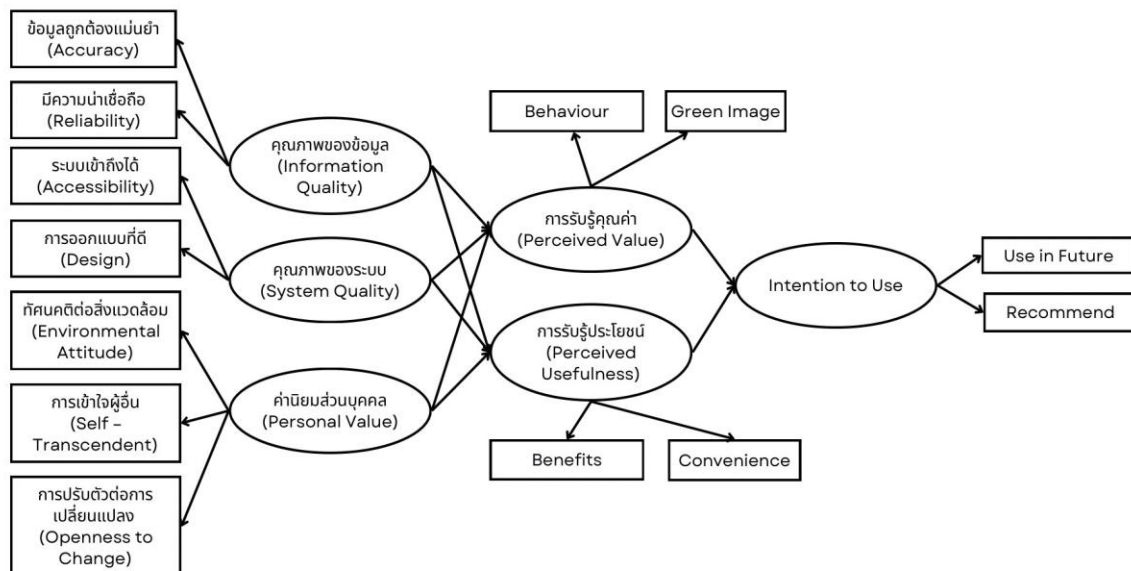 ข้อมูลถูกต้องแม่นยำ
(Accuracy)
มีความน่าเชื่อถือ
(Reliability)
ระบบเข้าถึงได้
(Accessibility)
การออกแบบที่ดี
(Design)
ทัศนคติต่อสิ่งแวดล้อม
(Environmental
Attitude)
การเข้าใจผู้อื่น
(Self –
Transcendent)
การปรับตัวต่อการ
เปลี่ยนแปลง
(Openness to
Change)
คุณภาพของข้อมูล
(Information
Quality)
คุณภาพของระบบ
(System Quality)
ค่านิยมส่วนบุคคล
(Personal Value)
Behaviour
Green Image
การรับรู้คุณค่า
(Perceived Value)
การรับรู้ประโยชน์
(Perceived
Usefulness)
Benefits
Convenience
Intention to Use
Use in Future
Recommend